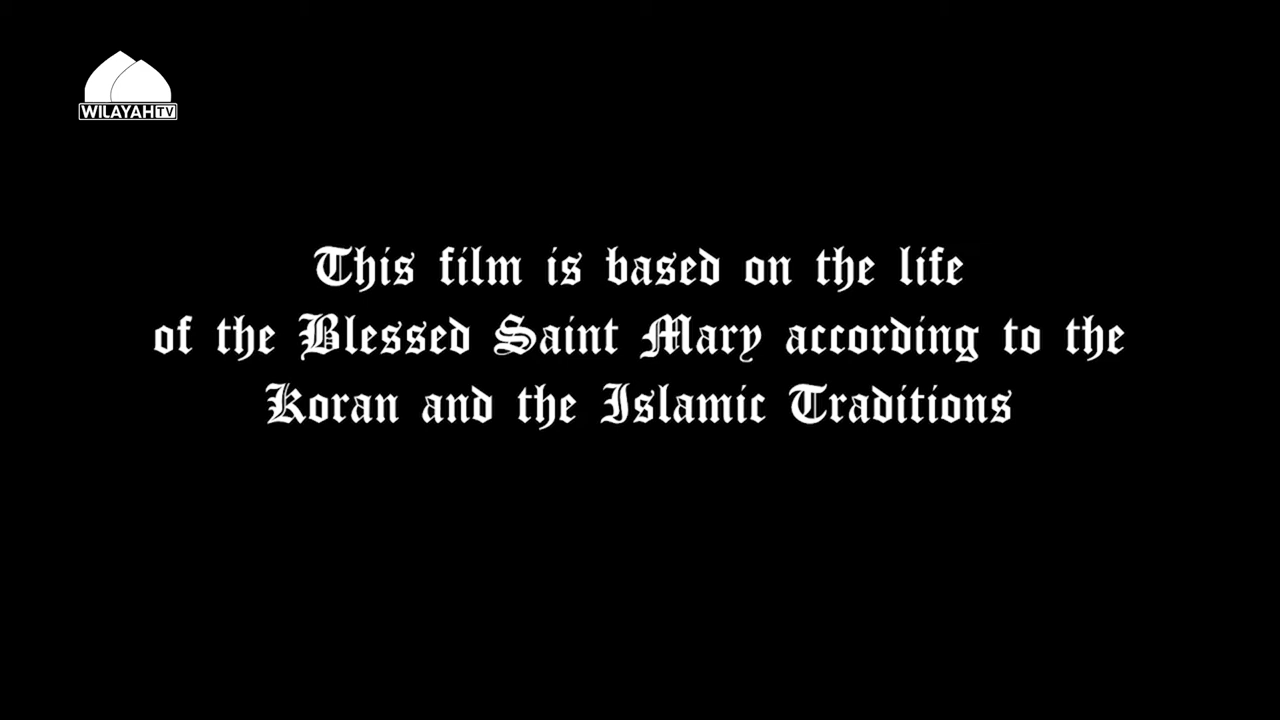 WILAYAH TV
This film is based on the life
of the Blessed Saint Mary according to the
Koran and the Islamic Traditions